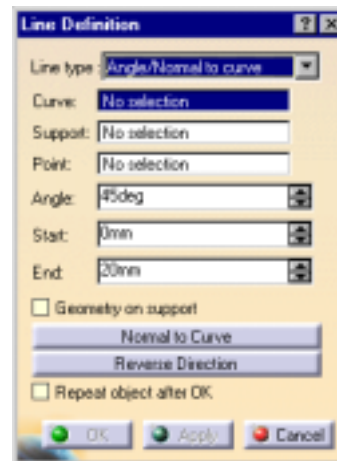 Line Definition ? ×
Line type : Angle/Normal to curve
Curve: No selection
Support: No selection
Point: No selection
Angle: 45deg
Start: 0mm
End: 20mm
Geometry on support
Normal to Curve
Reverse Direction
Repeat object after OK
OK Apply Cancel